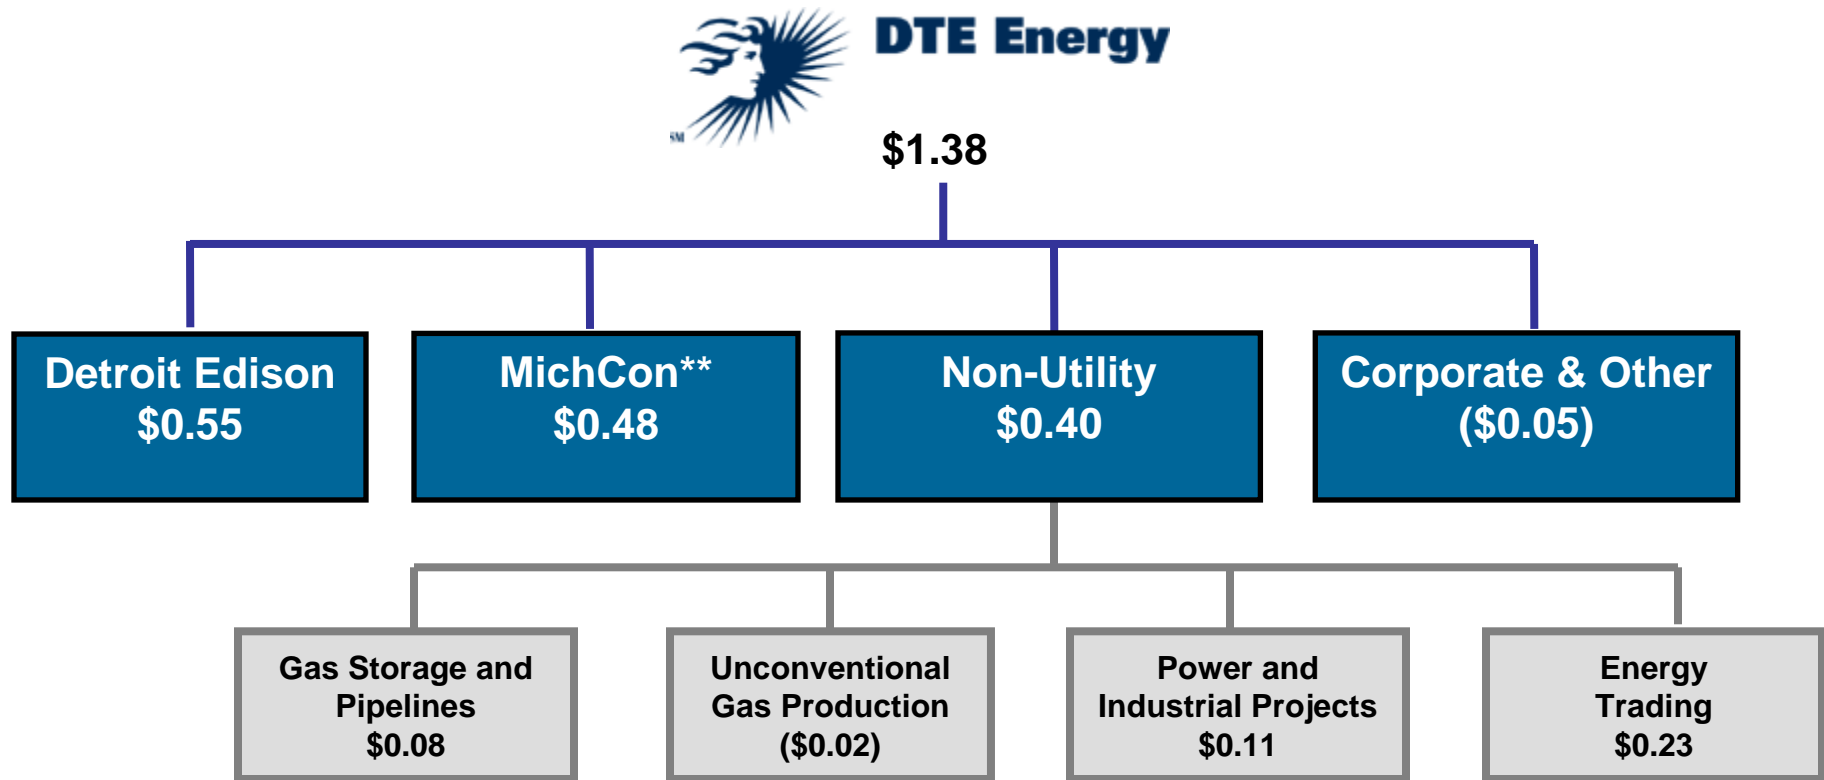 DTE Energy
SM
$1.38
Detroit Edison
$0.55
MichCon**
$0.48
Non-Utility
$0.40
Corporate & Other
($0.05)
Gas Storage and
Pipelines
$0.08
Unconventional
Gas Production
($0.02)
Power and
Industrial Projects
$0.11
Energy
Trading
$0.23